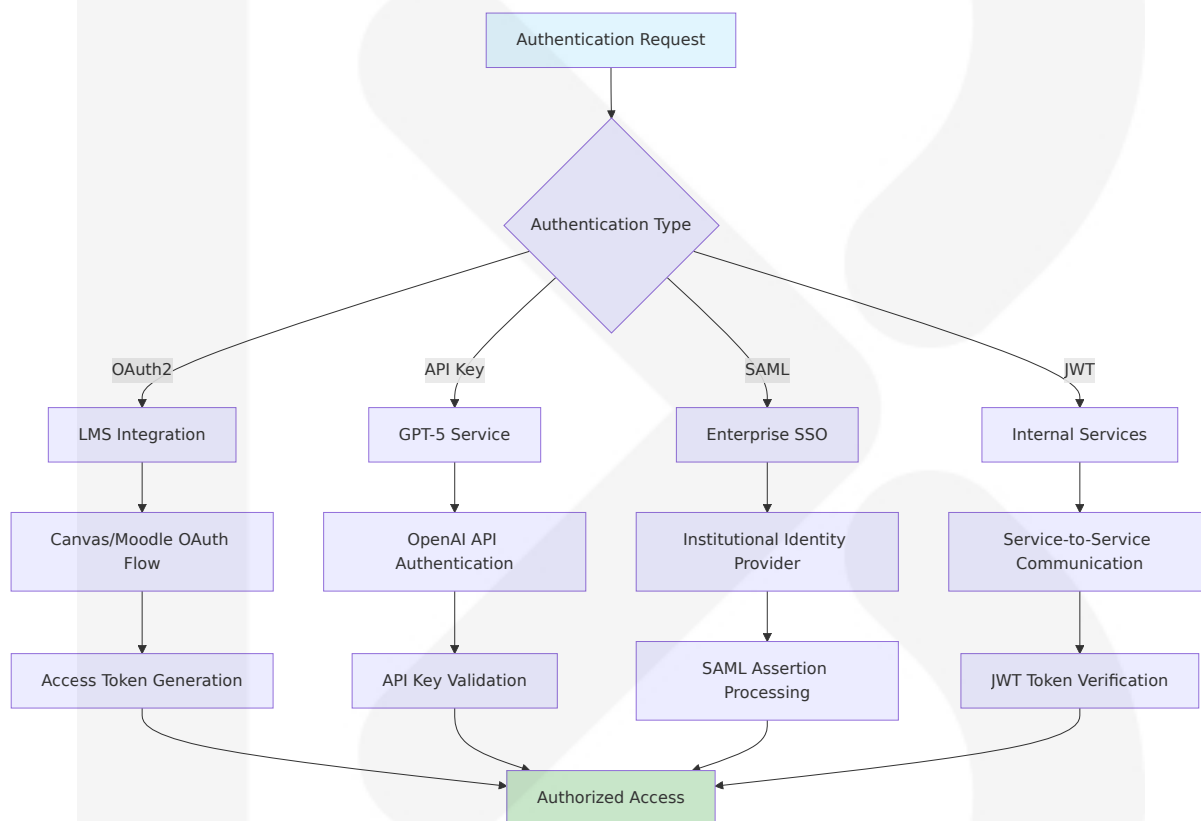 Authentication Request
Authentication Type
OAuth2
API Key
SAML
JWT
LMS Integration
GPT-5 Service
Enterprise SSO
Internal Services
Canvas/Moodle OAuth
Flow
OpenAI API
Authentication
Institutional Identity
Provider
Service-to-Service
Communication
Access Token Generation
API Key Validation
SAML Assertion
Processing
JWT Token Verification
Authorized Access